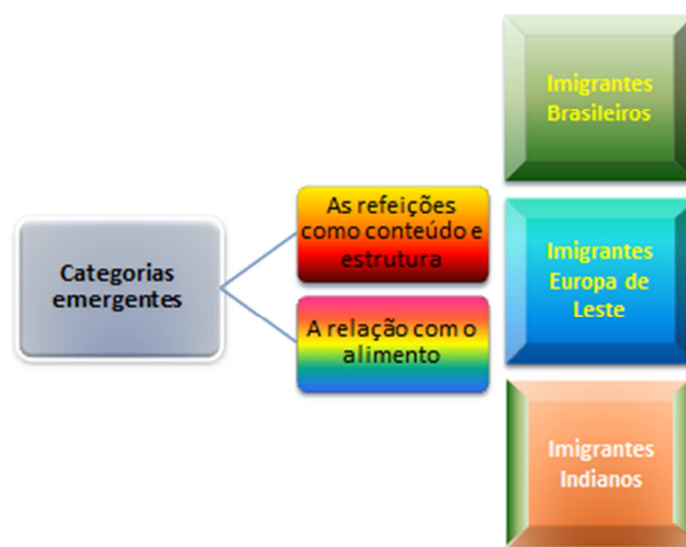 Categorias
emergentes
As refeições
como conteúdo e
estrutura
A relação com o
alimento
Imigrantes
Brasileiros
Imigrantes
Europa de
Leste
Imigrantes
Indianos